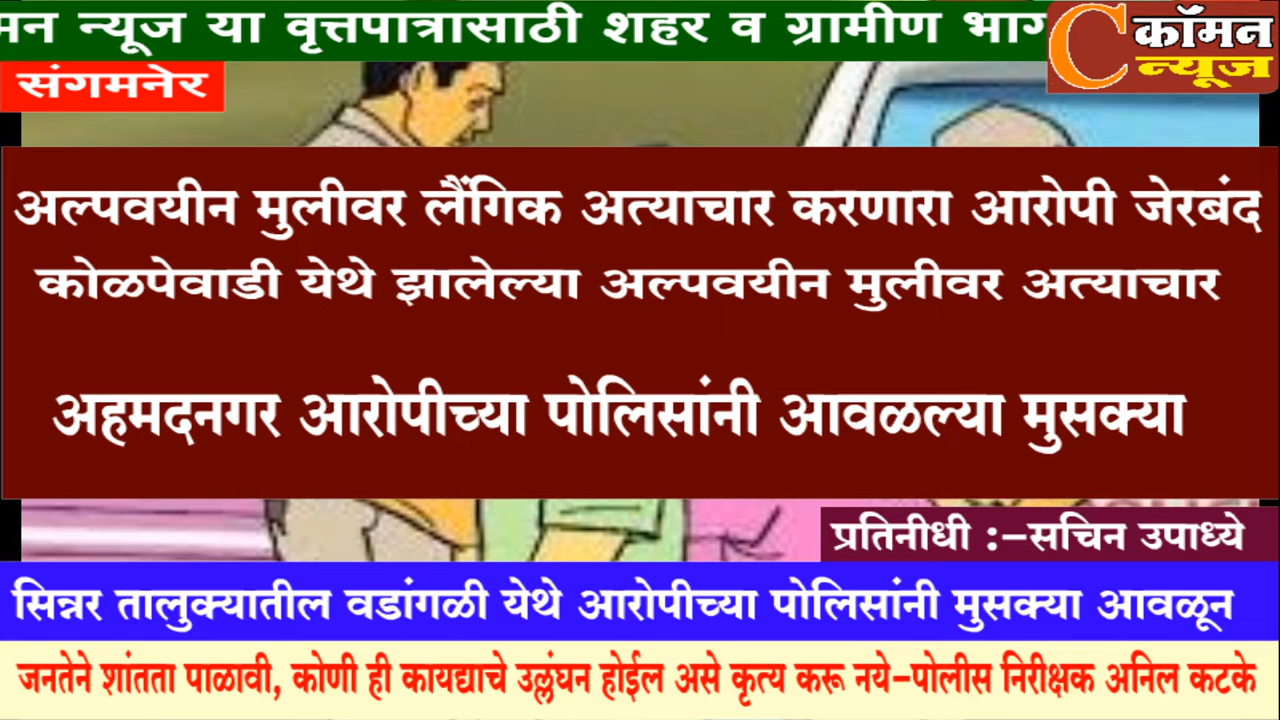 न्यूज या वृत्तपात्रासाठी शहर व ग्रामीण
कॉमन
न्यूज
संगमनेर
अल्पवयीन मुलीवर लैंगिक अत्याचार करणारा आरोपी जेरबंद
कोळपेवाडी येथे झालेल्या अल्पवयीन मुलीवर अत्याचार
अहमदनगर आरोपीच्या पोलिसांनी आवळल्या मुसक्या
प्रतिनीधी :-सचिन उपाध्ये
सिन्नर तालुक्यातील वडांगळी येथे आरोपीच्या पोलिसांनी मुसक्या आवळून
जनतेने शांतता पाळावी, कोणी ही कायद्याचे उल्लंघन होईल असे कृत्य करू नये-पोलीस निरीक्षक अनिल कटके